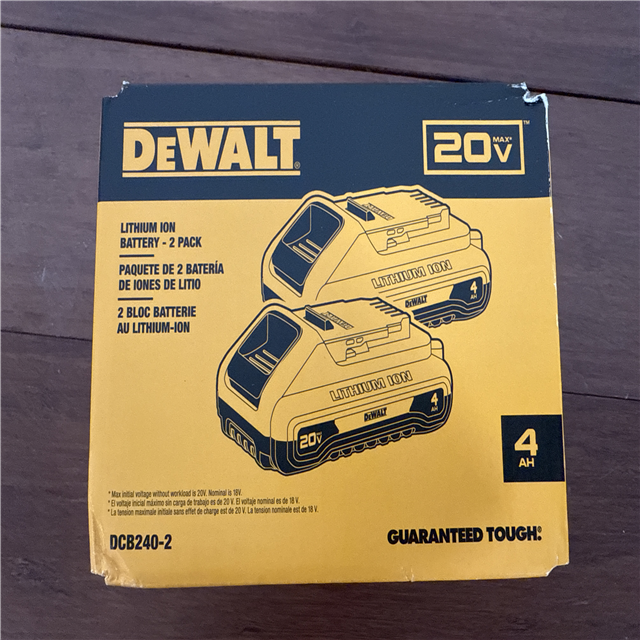 DEWALT®
20V MAX*™
LITHIUM ION
BATTERY - 2 PACK
PAQUETE DE 2 BATERÍA
DE IONES DE LITIO
2 BLOC BATTERIE
AU LITHIUM-ION
LITHIUM ION
DEWALT
4
AH
LITHIUM ION
DEWALT
4
AH
20V
4
AH
* Max initial voltage without workload is 20V. Nominal is 18V.
* El voltaje inicial máximo sin carga de trabajo es de 20 V. El voltaje nominal es de 18 V.
* La tension maximale initiale sans effet de charge est de 20 V. La tension nominale est de 18 V.
DCB240-2
GUARANTEED TOUGH®